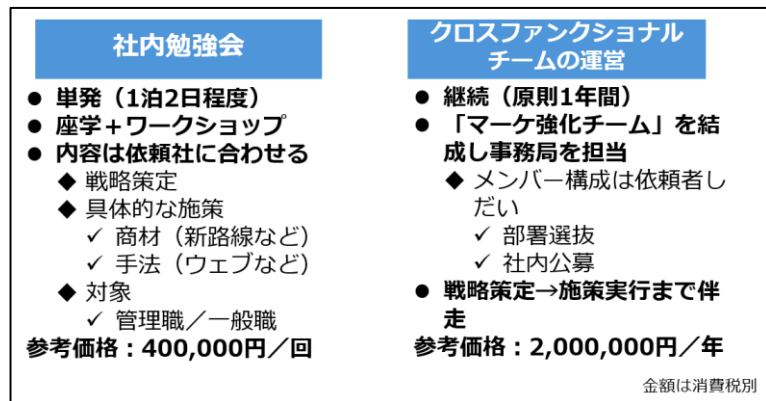 社内勉強会
● 単発（1泊2日程度）
● 座学＋ワークショップ
● 内容は依頼社に合わせる
◆ 戦略策定
◆ 具体的な施策
✓ 商材（新路線など）
✓ 手法（ウェブなど）
◆ 対象
✓ 管理職／一般職
参考価格：400,000円／回
クロスファンクショナル
チームの運営
● 継続（原則1年間）
● 「マーケ強化チーム」を結
成し事務局を担当
◆ メンバー構成は依頼者し
だい
✓ 部署選抜
✓ 社内公募
● 戦略策定→施策実行まで伴
走
参考価格：2,000,000円／年
金額は消費税別